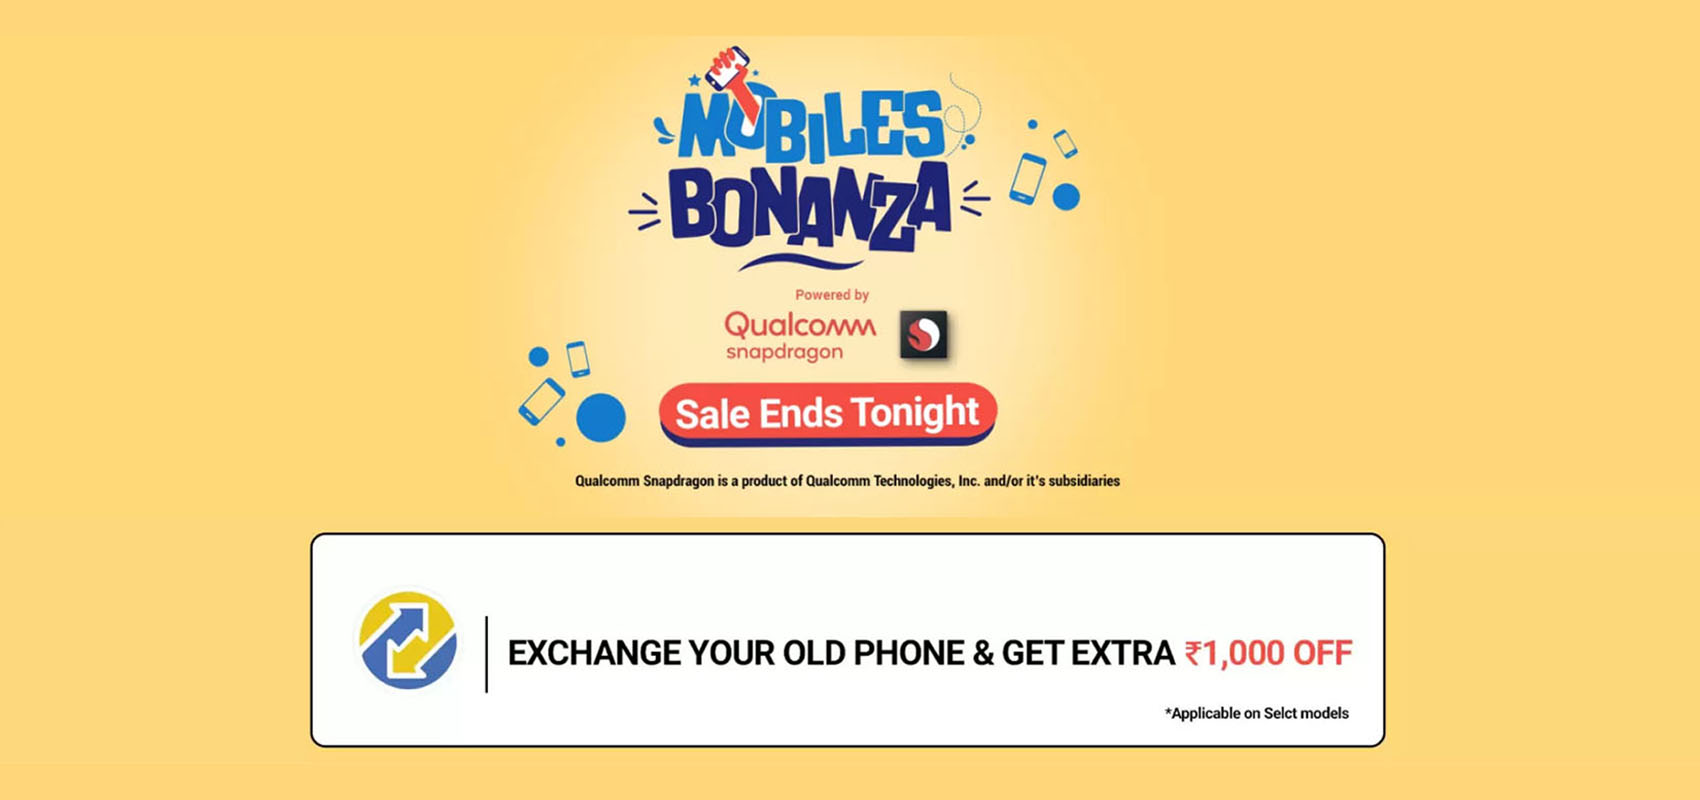 MOBILES
BONANZA
Powered by
Qualcomm
snapdragon
Sale Ends Tonight
Qualcomm Snapdragon is a product of Qualcomm Technologies, Inc. and/or it's subsidiaries
EXCHANGE YOUR OLD PHONE & GET EXTRA ₹1,000 OFF
*Applicable on Selct models